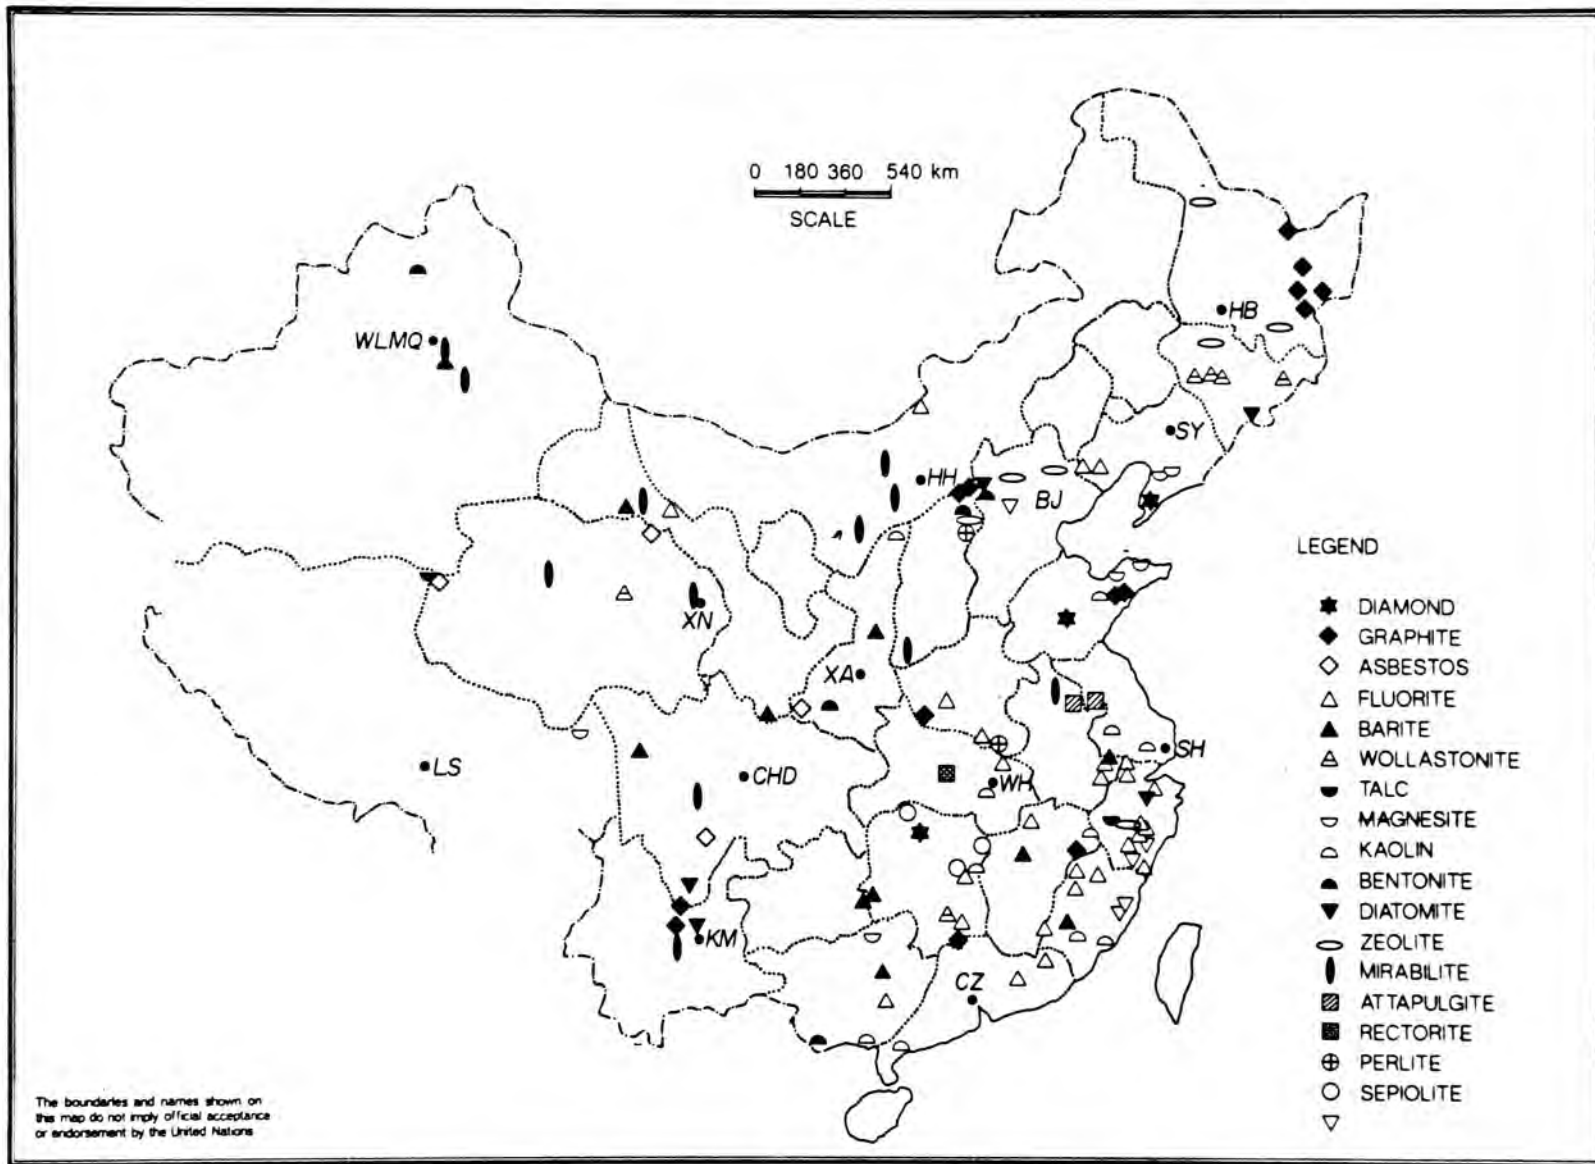 0 180 360 540 km
SCALE
HB
WLMQ
SY
HH
BJ
XN
XA
LS
CHD
SH
WH
KM
CZ
LEGEND
DIAMOND
GRAPHITE
ASBESTOS
FLUORITE
BARITE
WOLLASTONITE
TALC
MAGNESITE
KAOLIN
BENTONITE
DIATOMITE
ZEOLITE
MIRABILITE
ATTAPULGITE
RECTORITE
PERLITE
SEPIOLITE
The boundaries and names shown on
this map do not imply official acceptance
or endorsement by the United Nations